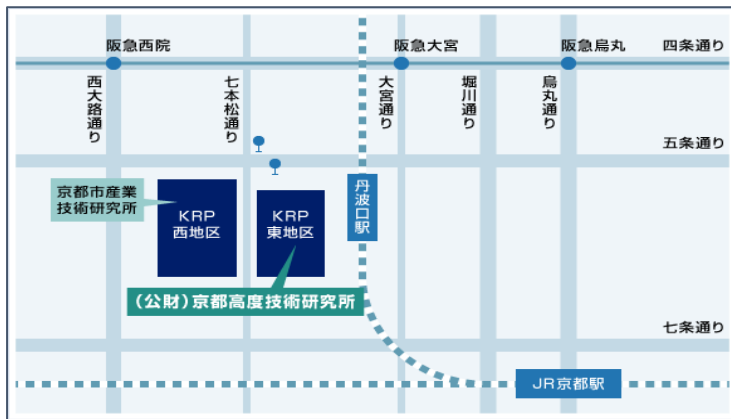 阪急西院
阪急大宮
阪急烏丸
四条通り
西大路通り
七本松通り
大宮通り
堀川通り
烏丸通り
五条通り
京都市産業
技術研究所
KRP
西地区
KRP
東地区
丹波口駅
(公財)京都高度技術研究所
七条通り
JR京都駅